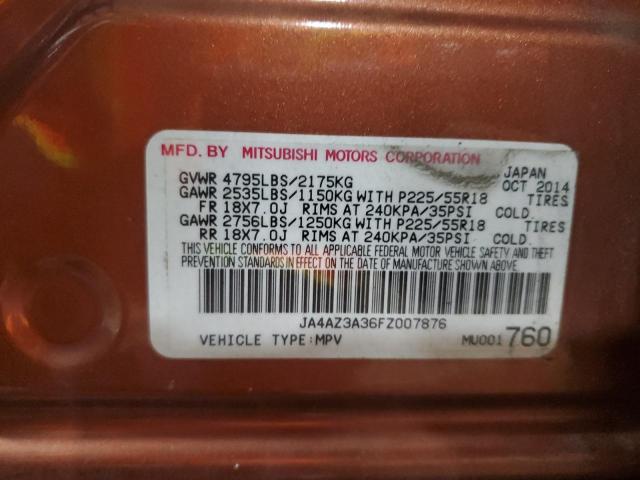 MFD. BY MITSUBISHI MOTORS CORPORATION
GVWR 4795LBS/2175KG JAPAN
GAWR 2535LBS/1150KG WITH P225/55R18 OCT 2014
FR 18X7.0J RIMS AT 240KPA/35PSI COLD. TIRES
GAWR 2756LBS/1250KG WITH P225/55R18 TIRES
RR 18X7.0J RIMS AT 240KPA/35PSI COLD.
THIS VEHICLE CONFORMS TO ALL APPLICABLE FEDERAL MOTOR VEHICLE SAFETY AND THEFT
PREVENTION STANDARDS IN EFFECT ON THE DATE OF MANUFACTURE SHOWN ABOVE.
JA4AZ3A36FZ007876
VEHICLE TYPE:MPV MU001760